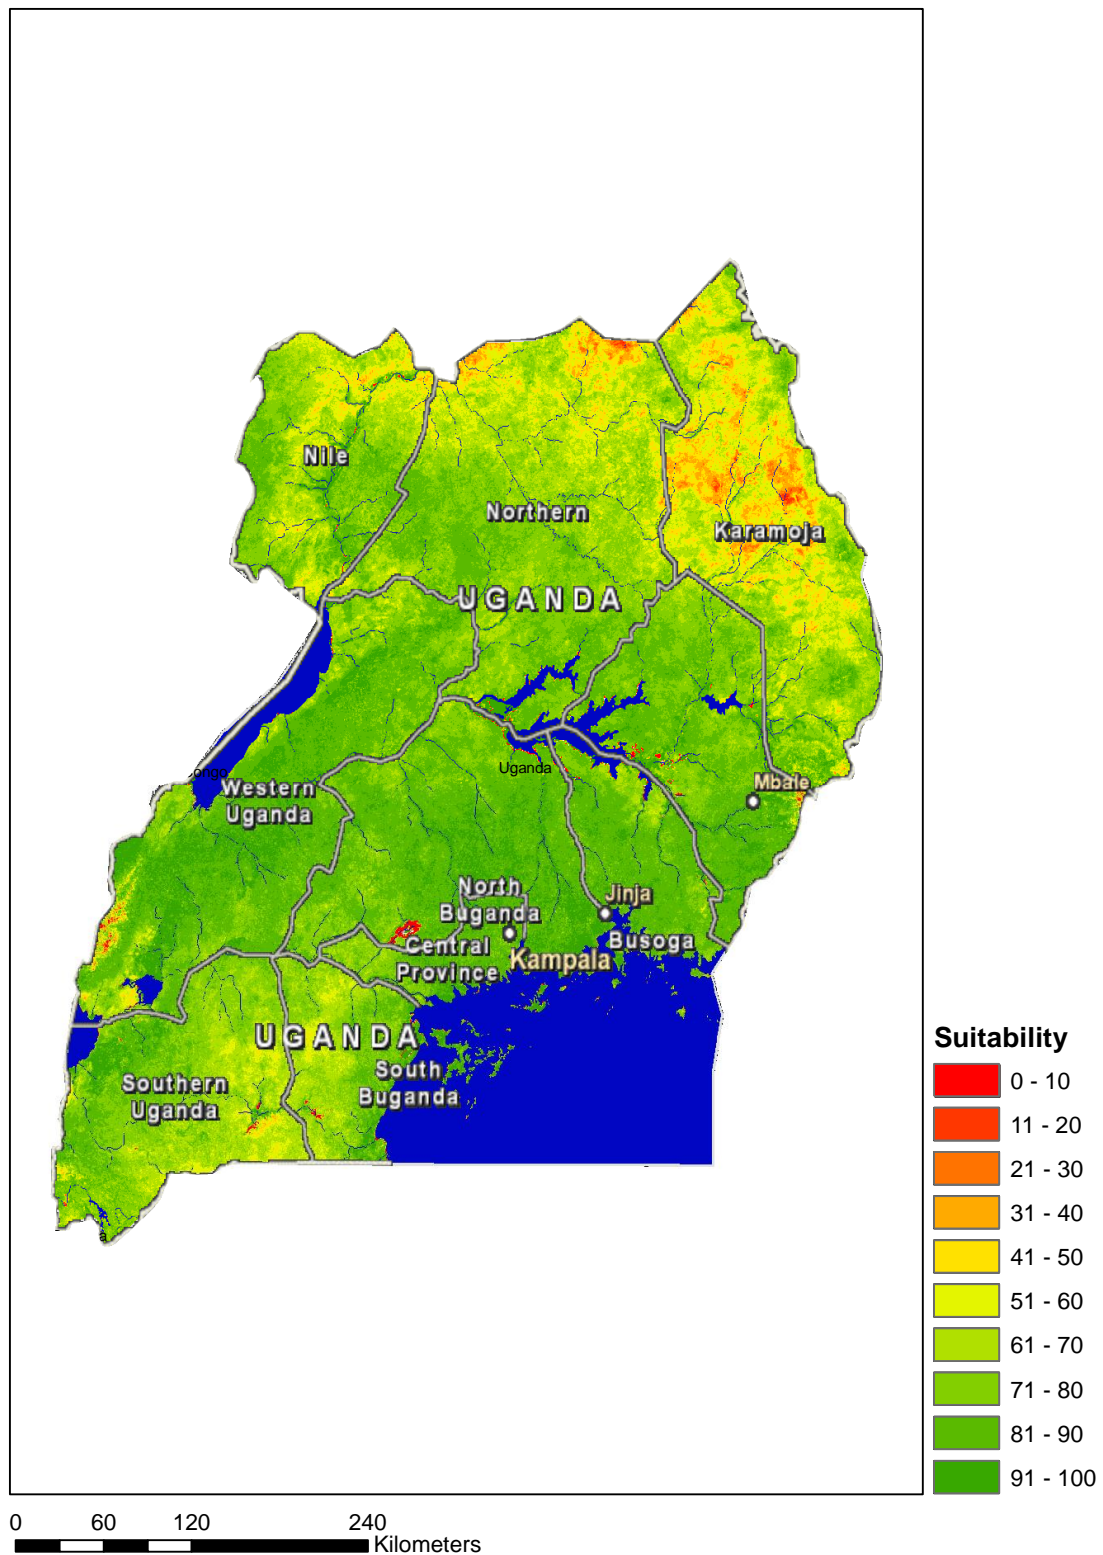 Nile
Northern
Karamoja
UGANDA
Uganda
Western
Uganda
Mbale
North
Buganda
Jinja
Central
Province
Kampala
Busoga
UGANDA
South
Buganda
Southern
Uganda
Suitability
0 - 10
11 - 20
21 - 30
31 - 40
41 - 50
51 - 60
61 - 70
71 - 80
81 - 90
91 - 100
0 60 120 240
Kilometers